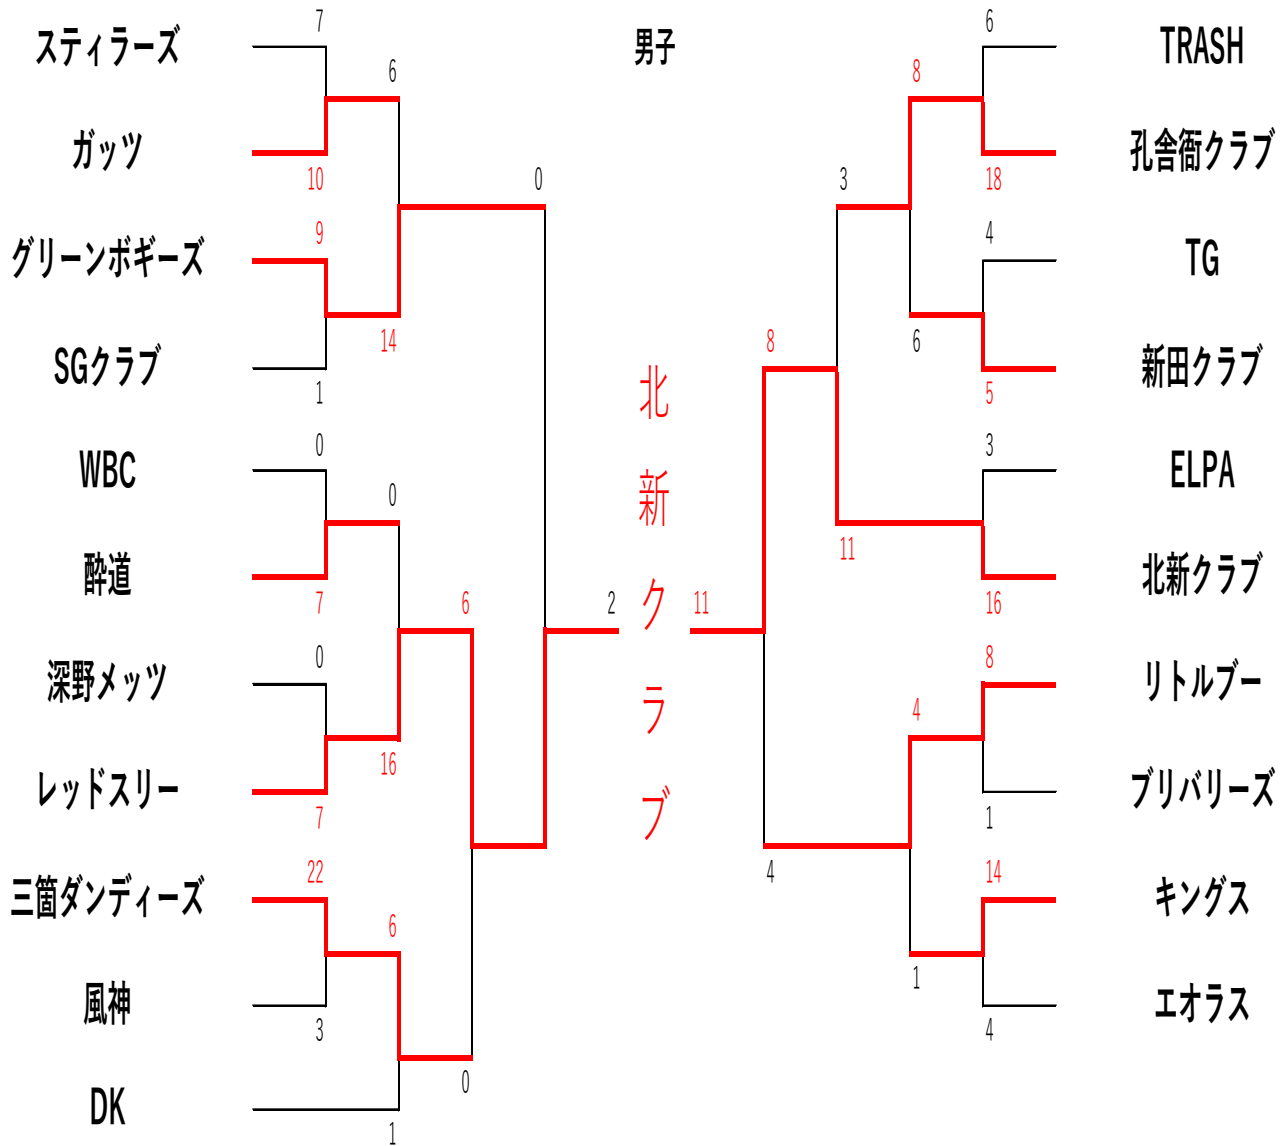 男子
7
スティラーズ
6
ガッツ
10
0
9
グリーンボギーズ
14
SGクラブ
1
0
WBC
0
酔道
7
6
2
0
深野メッツ
16
レッドスリー
7
22
三箇ダンディーズ
6
風神
3
0
DK
1
北
新
ク
ラ
ブ
6
TRASH
8
孔舎衙クラブ
18
3
4
TG
6
8
新田クラブ
5
3
ELPA
11
北新クラブ
16
11
8
リトルブー
4
ブリバリーズ
1
4
14
キングス
1
エオラス
4